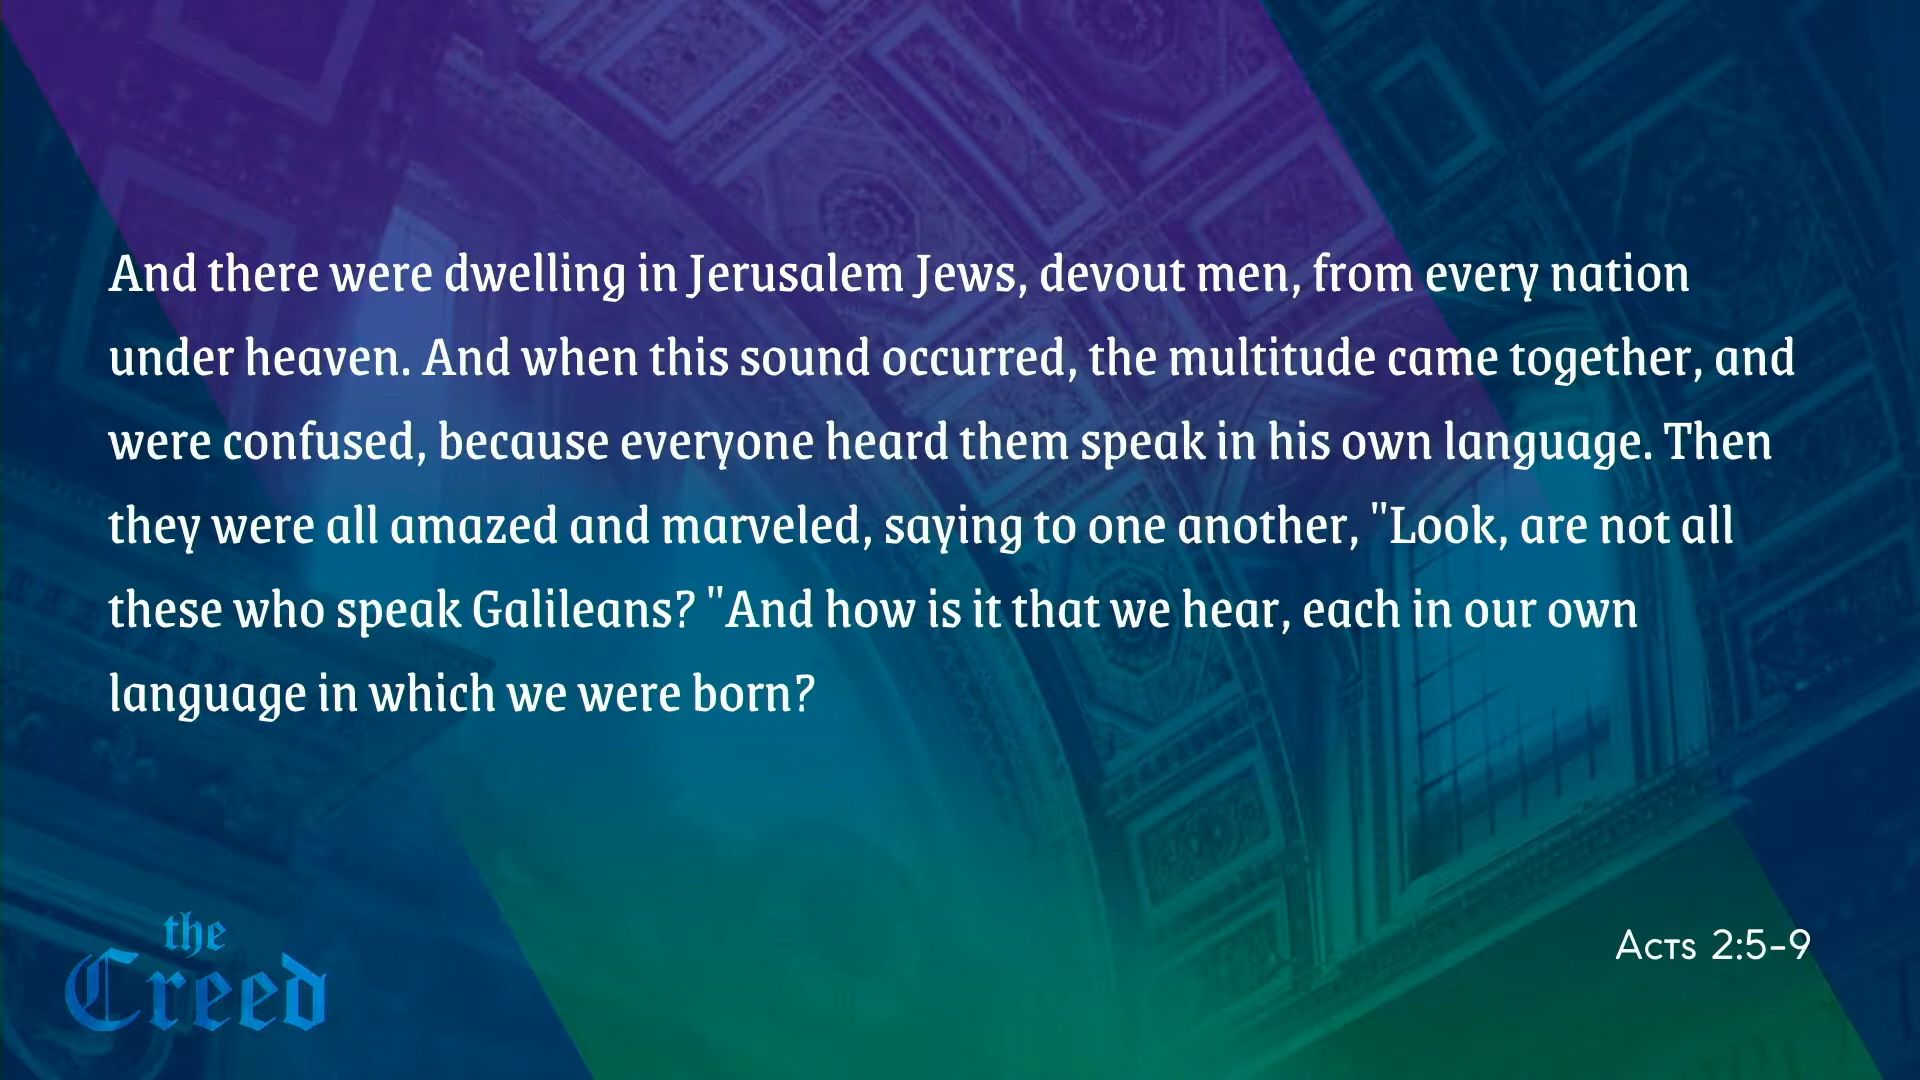 And there were dwelling in Jerusalem Jews, devout men, from every nation
under heaven. And when this sound occurred, the multitude came together, and
were confused, because everyone heard them speak in his own language. Then
they were all amazed and marveled, saying to one another, "Look, are not all
these who speak Galileans? "And how is it that we hear, each in our own
language in which we were born?
the
Creed
Acts 2:5-9